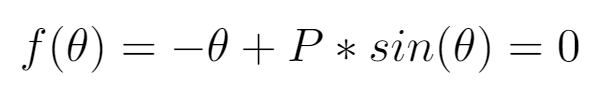 f(θ) = −θ + P * sin(θ) = 0